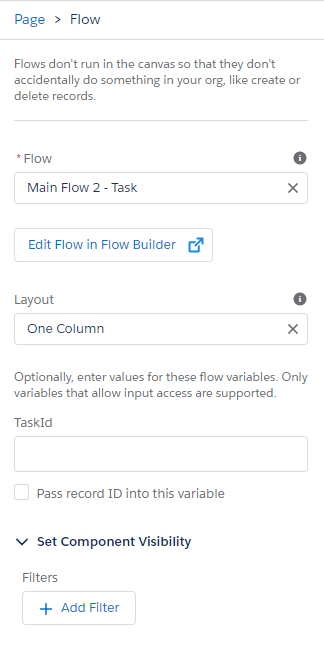 Page > Flow
Flows don't run in the canvas so that they don't
accidentally do something in your org, like create or
delete records.
* Flow
Main Flow 2 - Task
Edit Flow in Flow Builder
Layout
One Column
Optionally, enter values for these flow variables. Only
variables that allow input access are supported.
TaskId
Pass record ID into this variable
Set Component Visibility
Filters
+ Add Filter